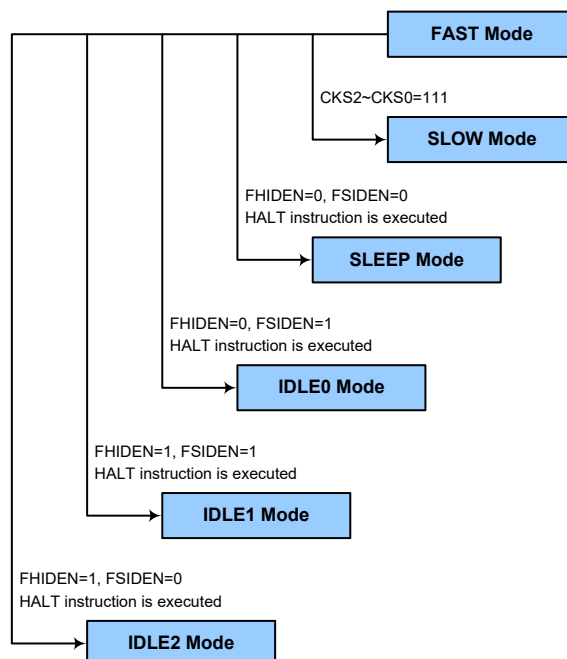 FAST Mode
CKS2~CKS0=111
SLOW Mode
FHIDEN=0, FSIDEN=0
HALT instruction is executed
SLEEP Mode
FHIDEN=0, FSIDEN=1
HALT instruction is executed
IDLE0 Mode
FHIDEN=1, FSIDEN=1
HALT instruction is executed
IDLE1 Mode
FHIDEN=1, FSIDEN=0
HALT instruction is executed
IDLE2 Mode